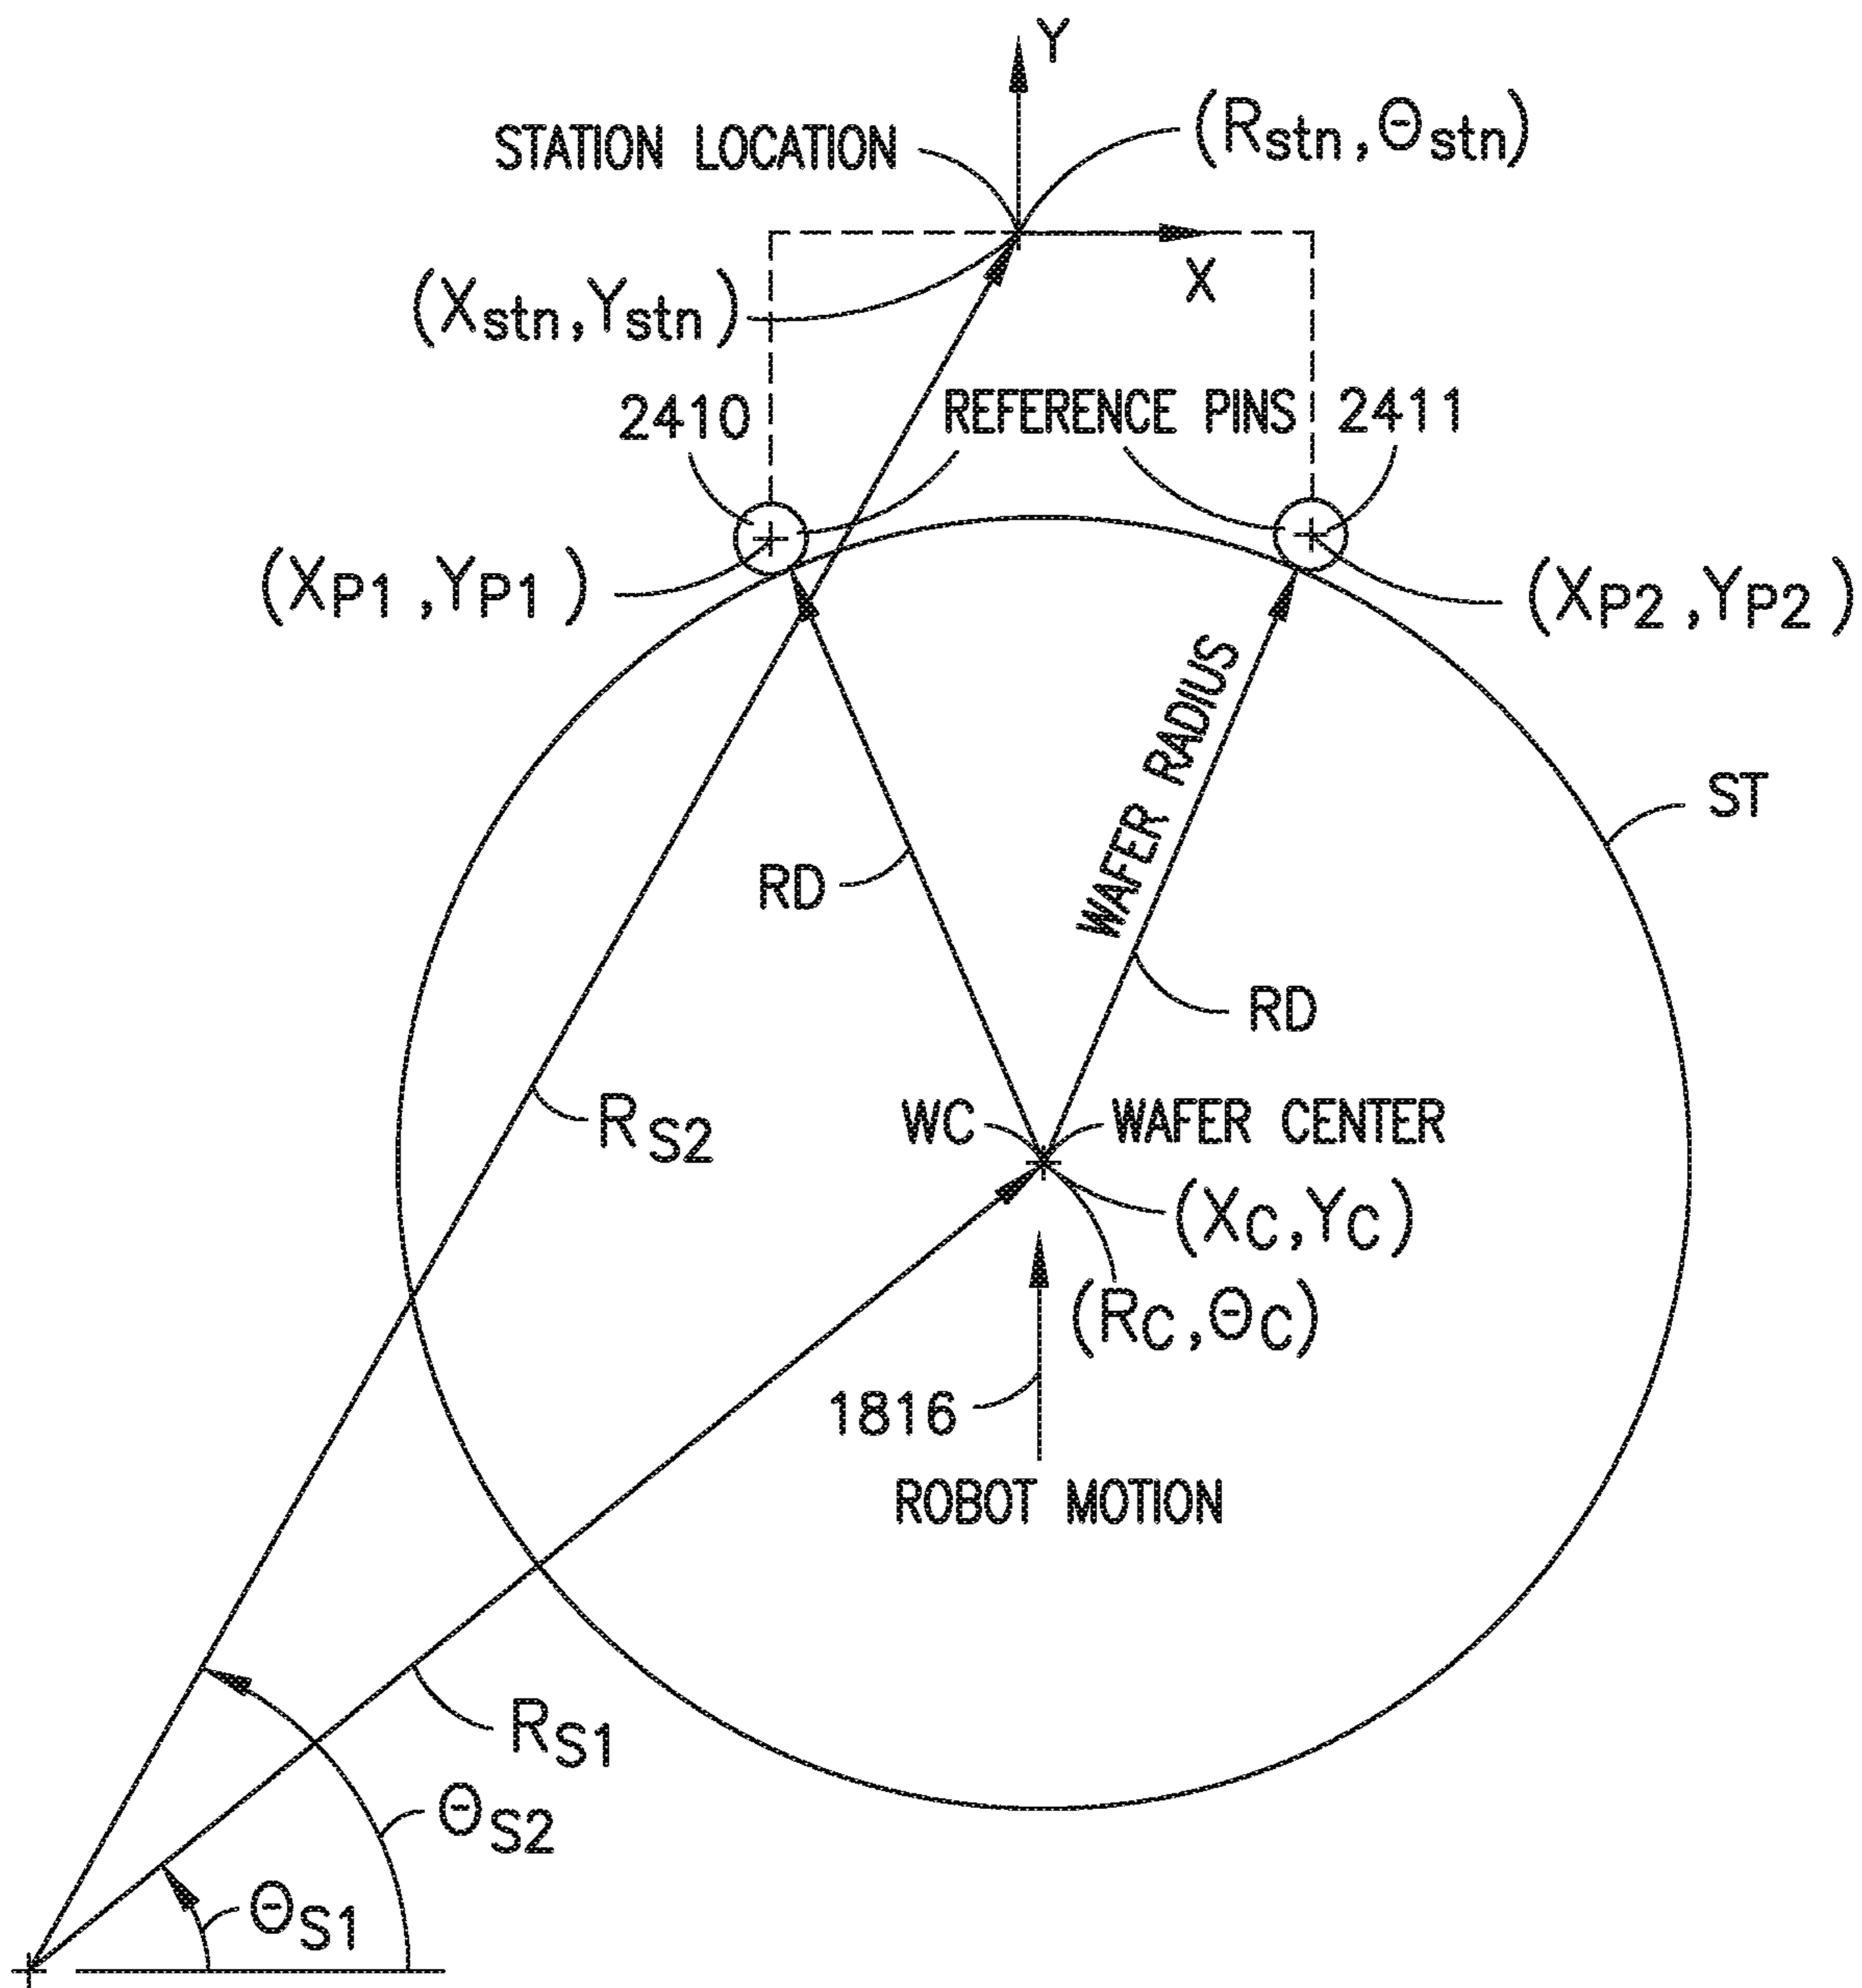 Y
STATION LOCATION
(Rstn,Θstn)
(Xstn,Ystn)
X
2410
REFERENCE PINS
2411
(XP1,YP1)
(XP2,YP2)
WAFER RADIUS
ST
RD
RD
RS2
WC
WAFER CENTER
(XC,YC)
(RC,ΘC)
1816
ROBOT MOTION
RS1
ΘS2
ΘS1